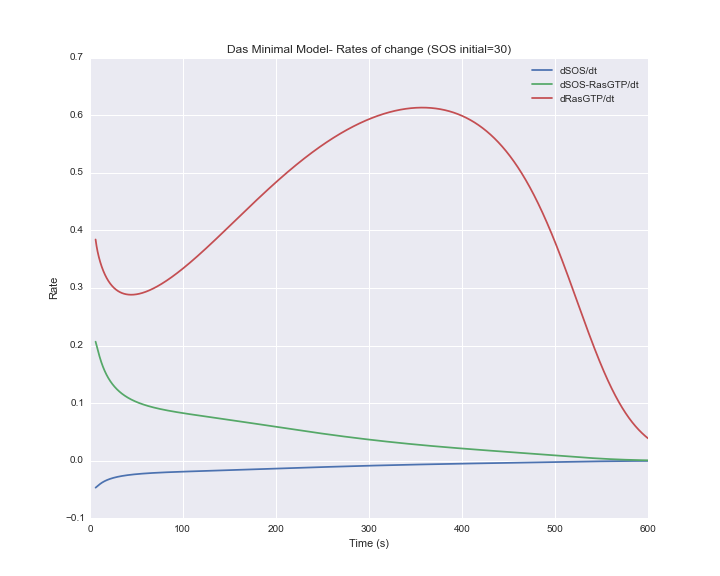 Das Minimal Model- Rates of change (SOS initial=30)
0.7
0.6
0.5
0.4
0.3
0.2
0.1
0.0
−0.1
Rate
dSOS/dt
dSOS-RasGTP/dt
dRasGTP/dt
0 100 200 300 400 500 600
Time (s)